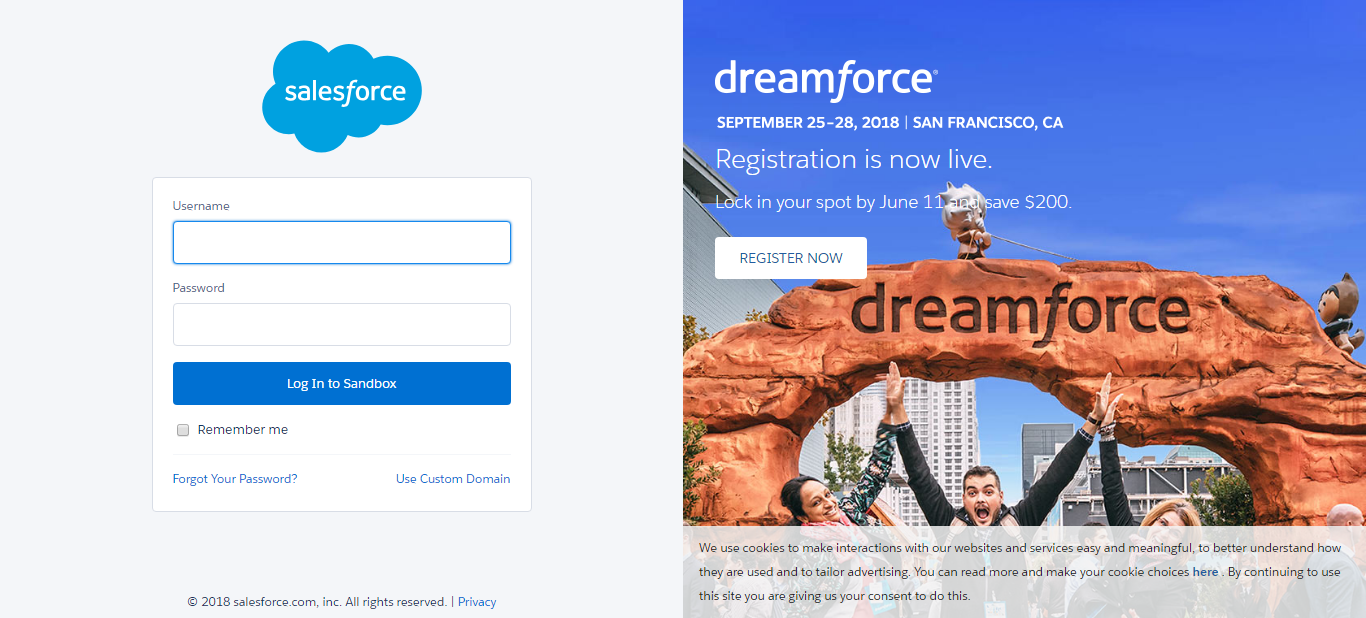 salesforce
Username
Password
Log In to Sandbox
Remember me
Forgot Your Password?
Use Custom Domain
© 2018 salesforce.com, inc. All rights reserved. | Privacy
dreamforce®
SEPTEMBER 25–28, 2018 | SAN FRANCISCO, CA
Registration is now live.
Lock in your spot by June 11 and save $200.
REGISTER NOW
dreamforce
We use cookies to make interactions with our websites and services easy and meaningful, to better understand how
they are used and to tailor advertising. You can read more and make your cookie choices here . By continuing to use
this site you are giving us your consent to do this.